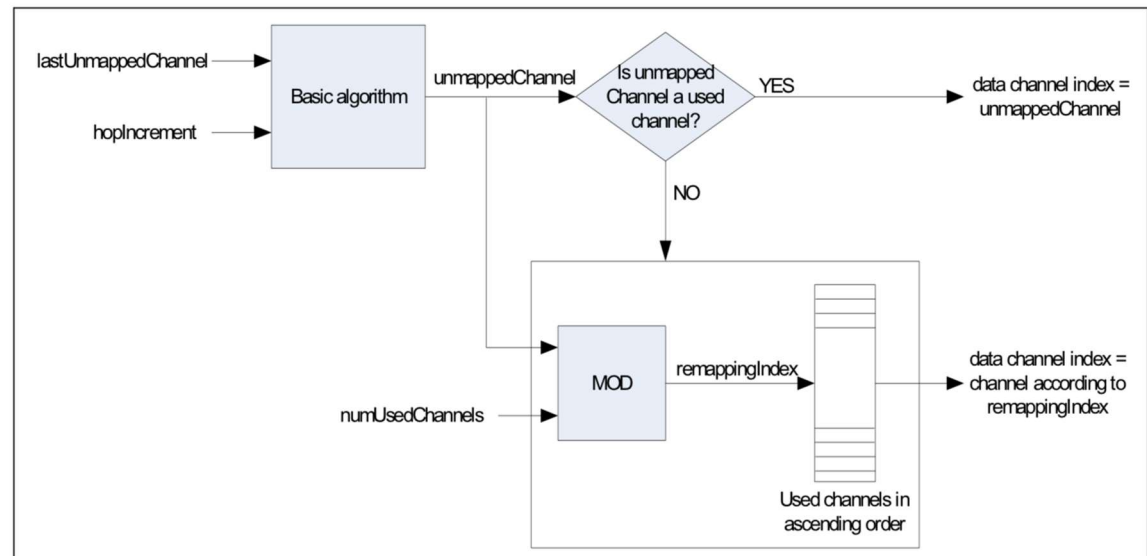 lastUnmappedChannel
hopIncrement
Basic algorithm
unmappedChannel
Is unmapped
Channel a used
channel?
YES
data channel index =
unmappedChannel
NO
numUsedChannels
MOD
remappingIndex
data channel index =
channel according to
remappingIndex
Used channels in
ascending order